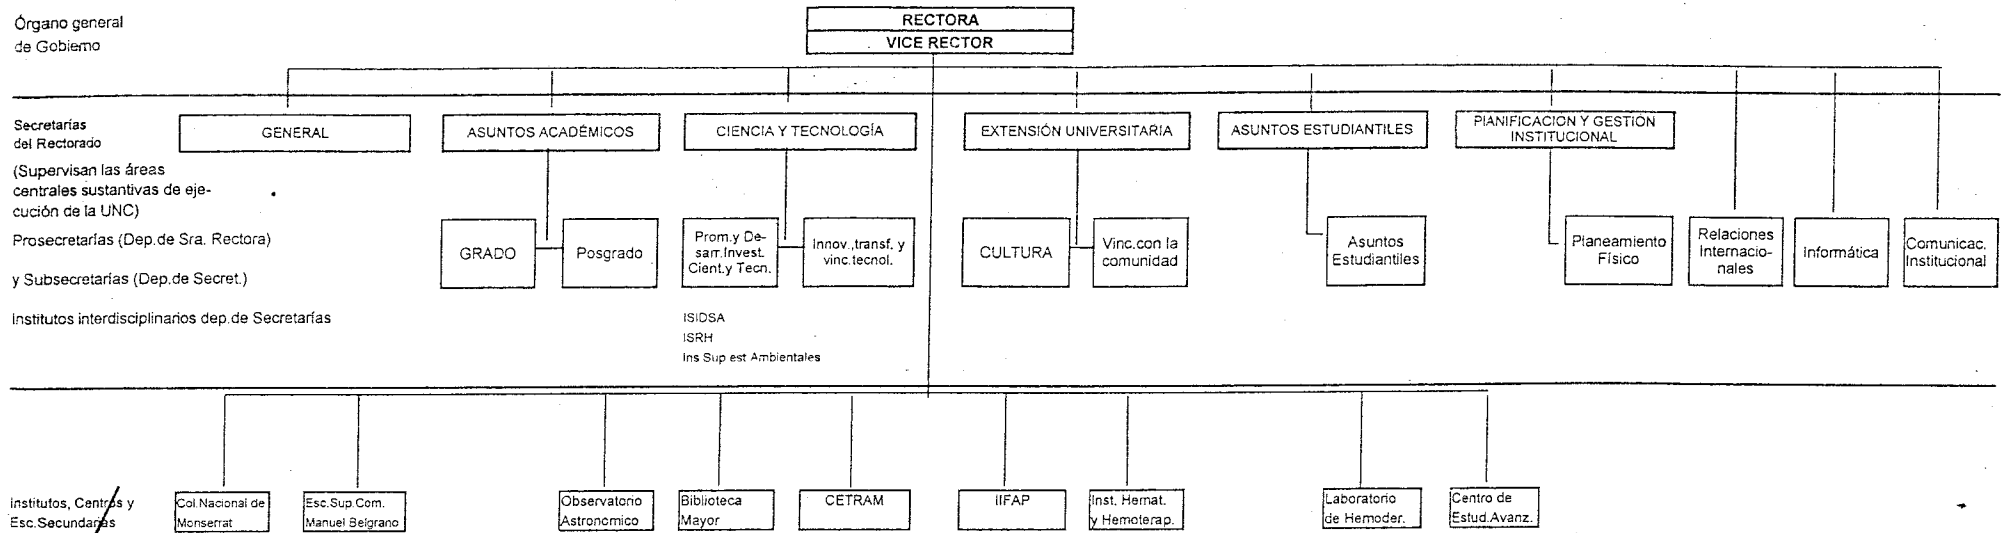 Órgano general
de Gobierno
RECTORA
VICE RECTOR
Secretarías
del Rectorado
GENERAL
ASUNTOS ACADÉMICOS
CIENCIA Y TECNOLOGÍA
EXTENSIÓN UNIVERSITARIA
ASUNTOS ESTUDIANTILES
PLANIFICACION Y GESTIÓN
INSTITUCIONAL
(Supervisan las áreas
centrales sustantivas de eje-
cución de la UNC)
Prosecretarías (Dep.de Sra. Rectora)
y Subsecretarías (Dep.de Secret.)
GRADO
Posgrado
Prom.y De-
sarr.Invest.
Cient.y Tecn.
Innov.,transf. y
vinc.tecnol.
CULTURA
Vinc.con la
comunidad
Asuntos
Estudiantiles
Planeamiento
Físico
Relaciones
Internacio-
nales
Informática
Comunicac.
Institucional
Institutos interdisciplinarios dep.de Secretarías
ISIDSA
ISRH
Ins Sup est Ambientales
Institutos, Centros y
Esc.Secundarias
Col.Nacional de
Monserrat
Esc.Sup.Com.
Manuel Belgrano
Observatorio
Astronomico
Biblioteca
Mayor
CETRAM
IIFAP
Inst. Hemat.
y Hemoterap.
Laboratorio
de Hemoder.
Centro de
Estud.Avanz.